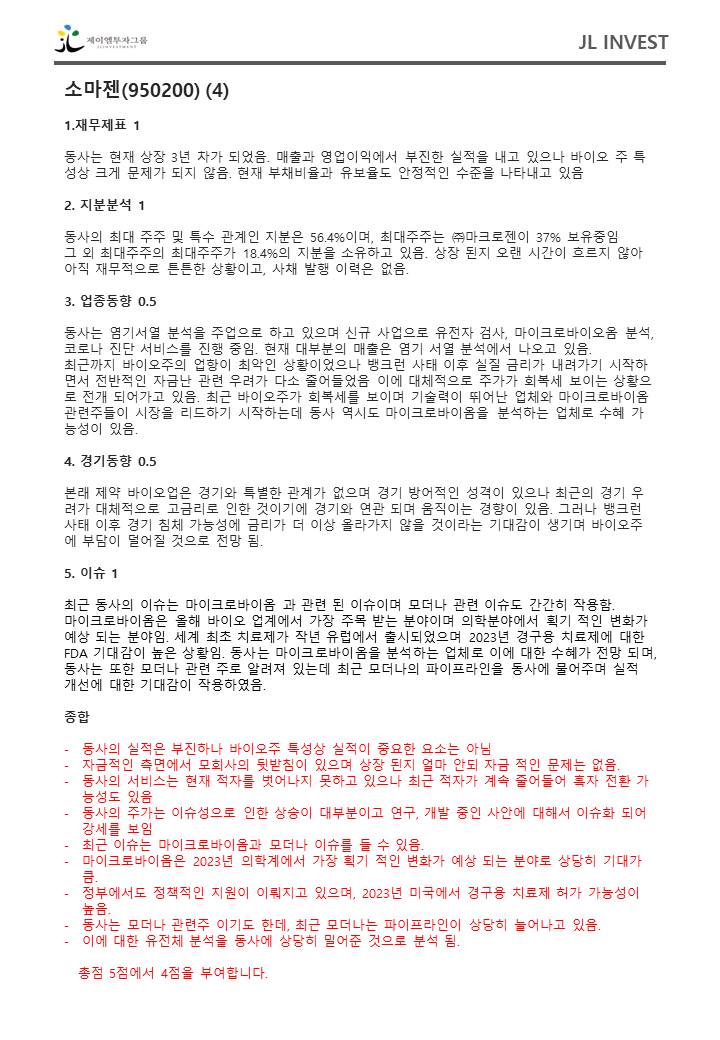 제이엘투자그룹
JL INVESTMENT
JL INVEST
소마젠(950200) (4)
1.재무제표 1
동사는 현재 상장 3년 차가 되었음. 매출과 영업이익에서 부진한 실적을 내고 있으나 바이오 주 특
성상 크게 문제가 되지 않음. 현재 부채비율과 유보율도 안정적인 수준을 나타내고 있음
2. 지분분석 1
동사의 최대 주주 및 특수 관계인 지분은 56.4%이며, 최대주주는 ㈜마크로젠이 37% 보유중임
그 외 최대주주의 최대주주가 18.4%의 지분을 소유하고 있음. 상장 된지 오랜 시간이 흐르지 않아
아직 재무적으로 튼튼한 상황이고, 사채 발행 이력은 없음.
3. 업종동향 0.5
동사는 염기서열 분석을 주업으로 하고 있으며 신규 사업으로 유전자 검사, 마이크로바이오옴 분석,
코로나 진단 서비스를 진행 중임. 현재 대부분의 매출은 염기 서열 분석에서 나오고 있음.
최근까지 바이오주의 업항이 최악인 상황이었으나 뱅크런 사태 이후 실질 금리가 내려가기 시작하
면서 전반적인 자금난 관련 우려가 다소 줄어들었음 이에 대체적으로 주가가 회복세 보이는 상황으
로 전개 되어가고 있음. 최근 바이오주가 회복세를 보이며 기술력이 뛰어난 업체와 마이크로바이옴
관련주들이 시장을 리드하기 시작하는데 동사 역시도 마이크로바이옴을 분석하는 업체로 수혜 가
능성이 있음.
4. 경기동향 0.5
본래 제약 바이오업은 경기와 특별한 관계가 없으며 경기 방어적인 성격이 있으나 최근의 경기 우
려가 대체적으로 고금리로 인한 것이기에 경기와 연관 되며 움직이는 경향이 있음. 그러나 뱅크런
사태 이후 경기 침체 가능성에 금리가 더 이상 올라가지 않을 것이라는 기대감이 생기며 바이오주
에 부담이 덜어질 것으로 전망 됨.
5. 이슈 1
최근 동사의 이슈는 마이크로바이옴 과 관련 된 이슈이며 모더나 관련 이슈도 간간히 작용함.
마이크로바이옴은 올해 바이오 업계에서 가장 주목 받는 분야이며 의학분야에서 획기 적인 변화가
예상 되는 분야임. 세계 최초 치료제가 작년 유럽에서 출시되었으며 2023년 경구용 치료제에 대한
FDA 기대감이 높은 상황임. 동사는 마이크로바이옴을 분석하는 업체로 이에 대한 수혜가 전망 되며,
동사는 또한 모더나 관련 주로 알려져 있는데 최근 모더나의 파이프라인을 동사에 물어주며 실적
개선에 대한 기대감이 작용하였음.
종합
- 동사의 실적은 부진하나 바이오주 특성상 실적이 중요한 요소는 아님
- 자금적인 측면에서 모회사의 뒷받침이 있으며 상장 된지 얼마 안되 자금 적인 문제는 없음.
- 동사의 서비스는 현재 적자를 벗어나지 못하고 있으나 최근 적자가 계속 줄어들어 흑자 전환 가
능성도 있음
- 동사의 주가는 이슈성으로 인한 상승이 대부분이고 연구, 개발 중인 사안에 대해서 이슈화 되어
강세를 보임
- 최근 이슈는 마이크로바이옴과 모더나 이슈를 들 수 있음.
- 마이크로바이옴은 2023년 의학계에서 가장 획기 적인 변화가 예상 되는 분야로 상당히 기대가
큼.
- 정부에서도 정책적인 지원이 이뤄지고 있으며, 2023년 미국에서 경구용 치료제 허가 가능성이
높음.
- 동사는 모더나 관련주 이기도 한데, 최근 모더나는 파이프라인이 상당히 늘어나고 있음.
- 이에 대한 유전체 분석을 동사에 상당히 밀어준 것으로 분석 됨.
총점 5점에서 4점을 부여합니다.